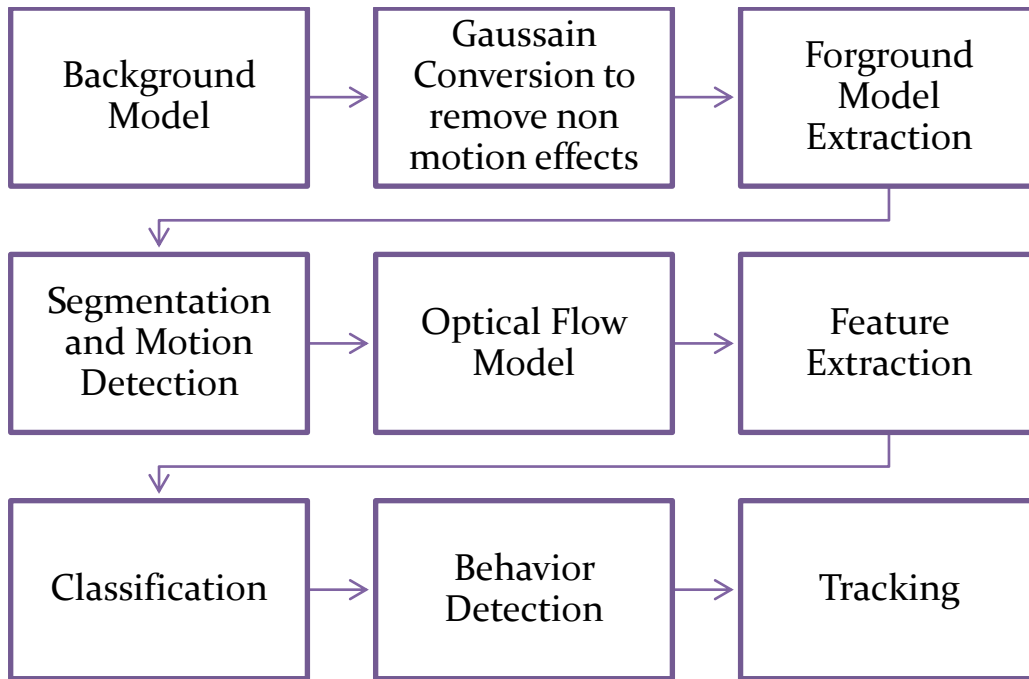 Background
Model
Gaussain
Conversion to
remove non
motion effects
Forground
Model
Extraction
Segmentation
and Motion
Detection
Optical Flow
Model
Feature
Extraction
Classification
Behavior
Detection
Tracking